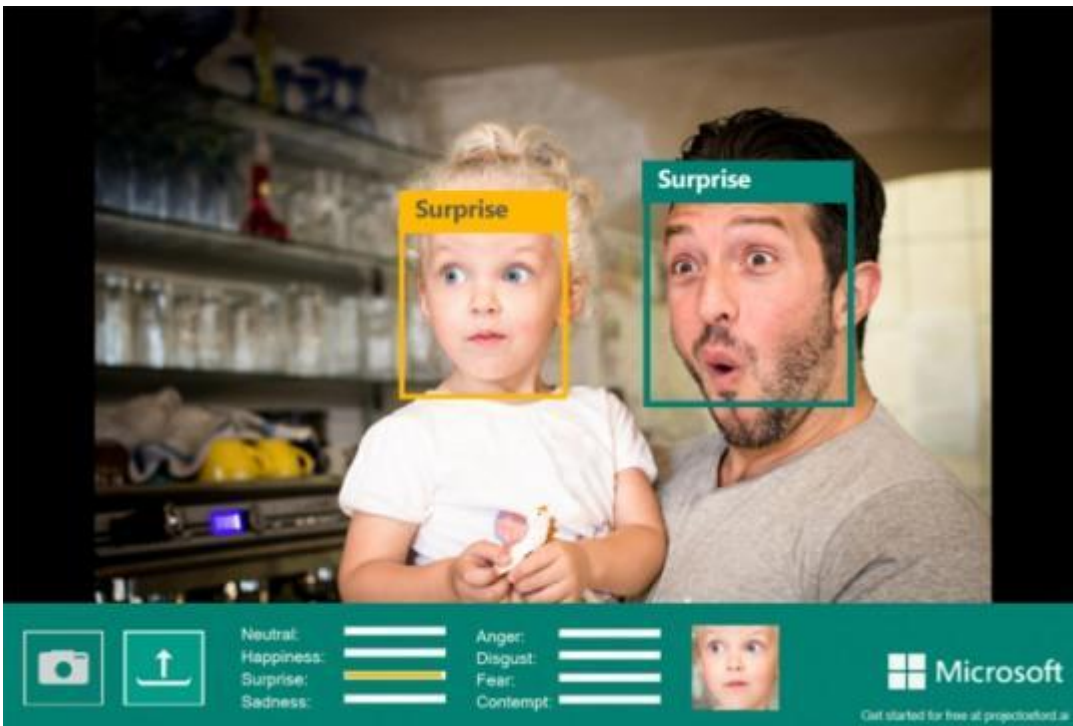 Surprise
Surprise
Neutral:
Happiness:
Surprise:
Sadness:
Anger:
Disgust:
Fear:
Contempt:
Microsoft
Get started for free at projectoxford.ai